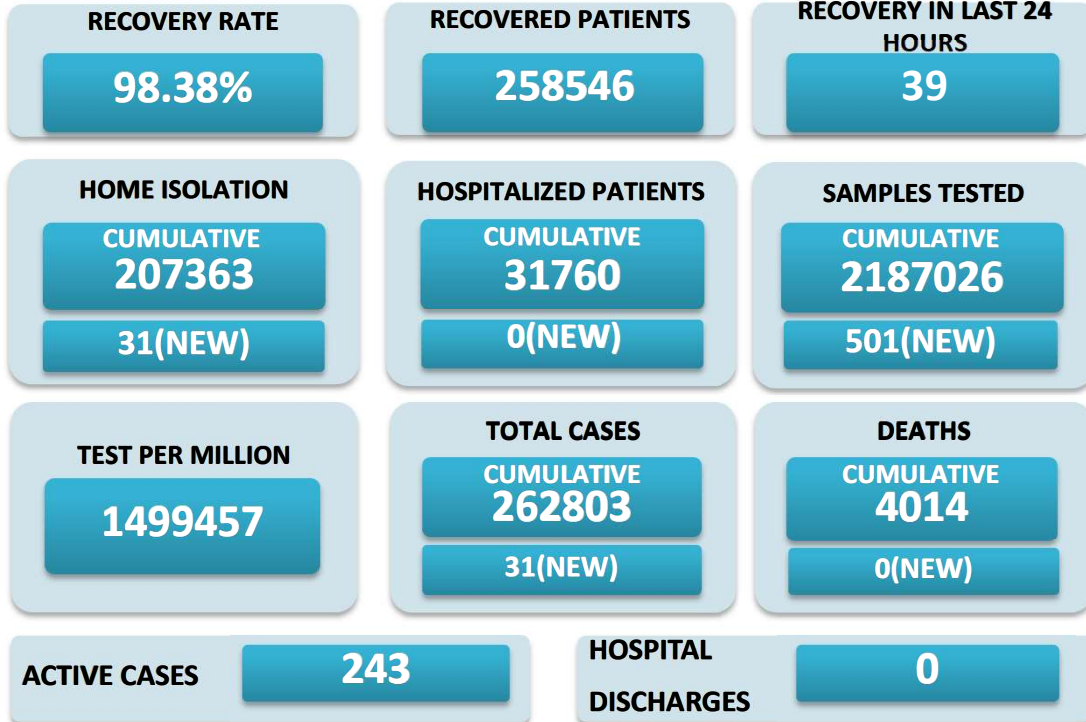 RECOVERY RATE
98.38%
RECOVERED PATIENTS
258546
RECOVERY IN LAST 24
HOURS
39
HOME ISOLATION
CUMULATIVE
207363
31(NEW)
HOSPITALIZED PATIENTS
CUMULATIVE
31760
0(NEW)
SAMPLES TESTED
CUMULATIVE
2187026
501(NEW)
TEST PER MILLION
1499457
TOTAL CASES
CUMULATIVE
262803
31(NEW)
DEATHS
CUMULATIVE
4014
0(NEW)
ACTIVE CASES
243
HOSPITAL
DISCHARGES
0